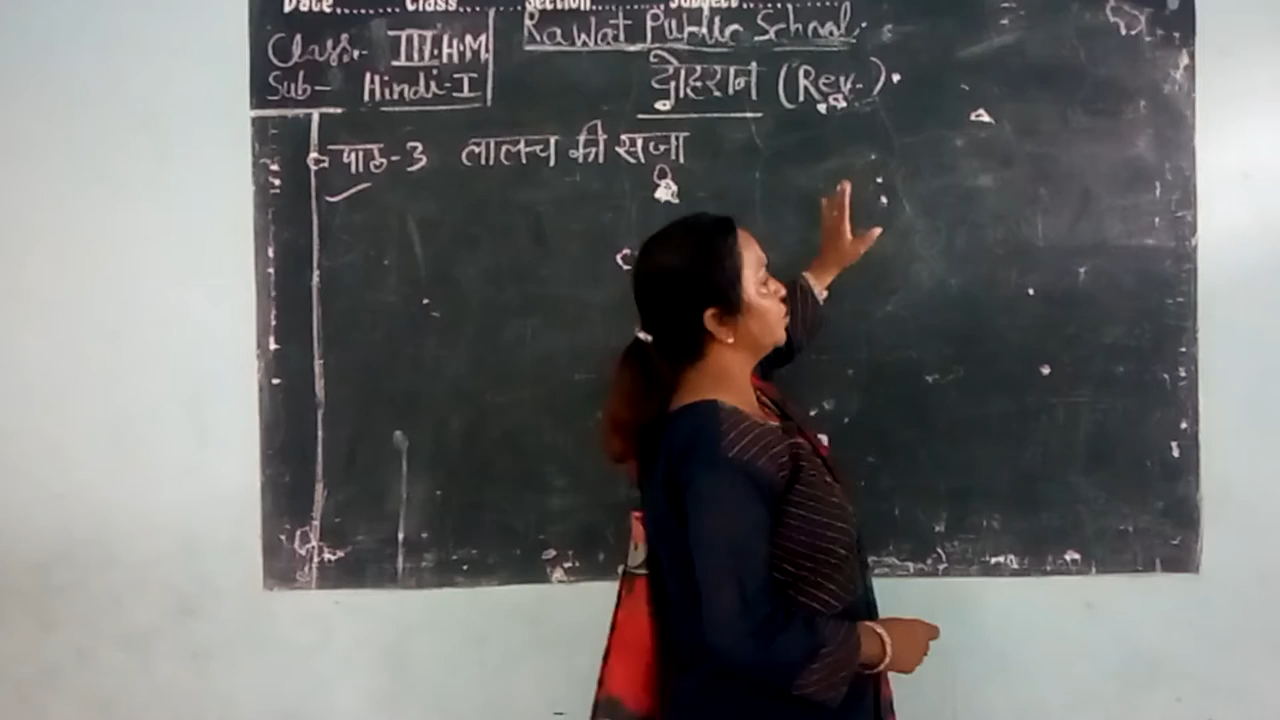 Date........ Class..... Section.......... Subject..............
Class:- III.H.M. Rawat Public School.
Sub- Hindi-I दोहरान (Rev.).
पाठ-3 लालच की सजा